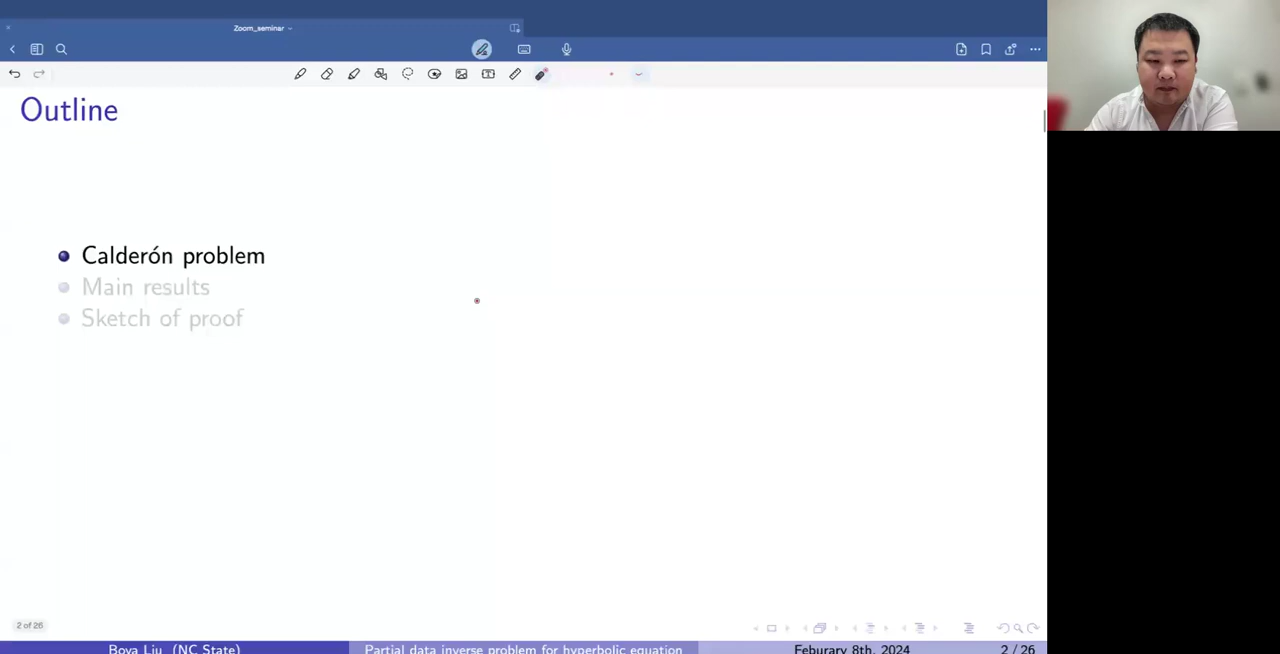 Zoom_seminar
Outline
Calderón problem
Main results
Sketch of proof
2 of 26
Boya Liu (NC State)
Partial data inverse problem for hyperbolic equation
Feburary 8th, 2024
2 / 26